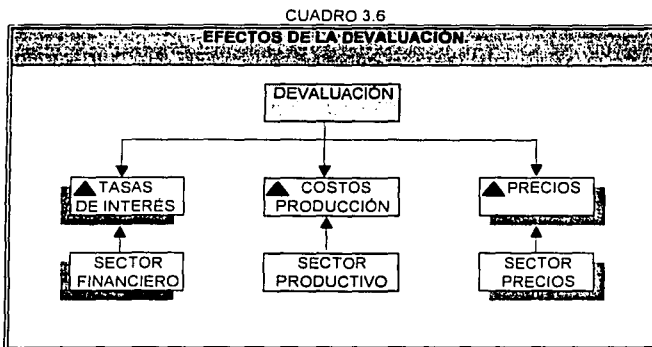 CUADRO 3.6
EFECTOS DE LA DEVALUACIÓN
DEVALUACIÓN
TASAS
DE INTERÉS
COSTOS
PRODUCCIÓN
PRECIOS
SECTOR
FINANCIERO
SECTOR
PRODUCTIVO
SECTOR
PRECIOS